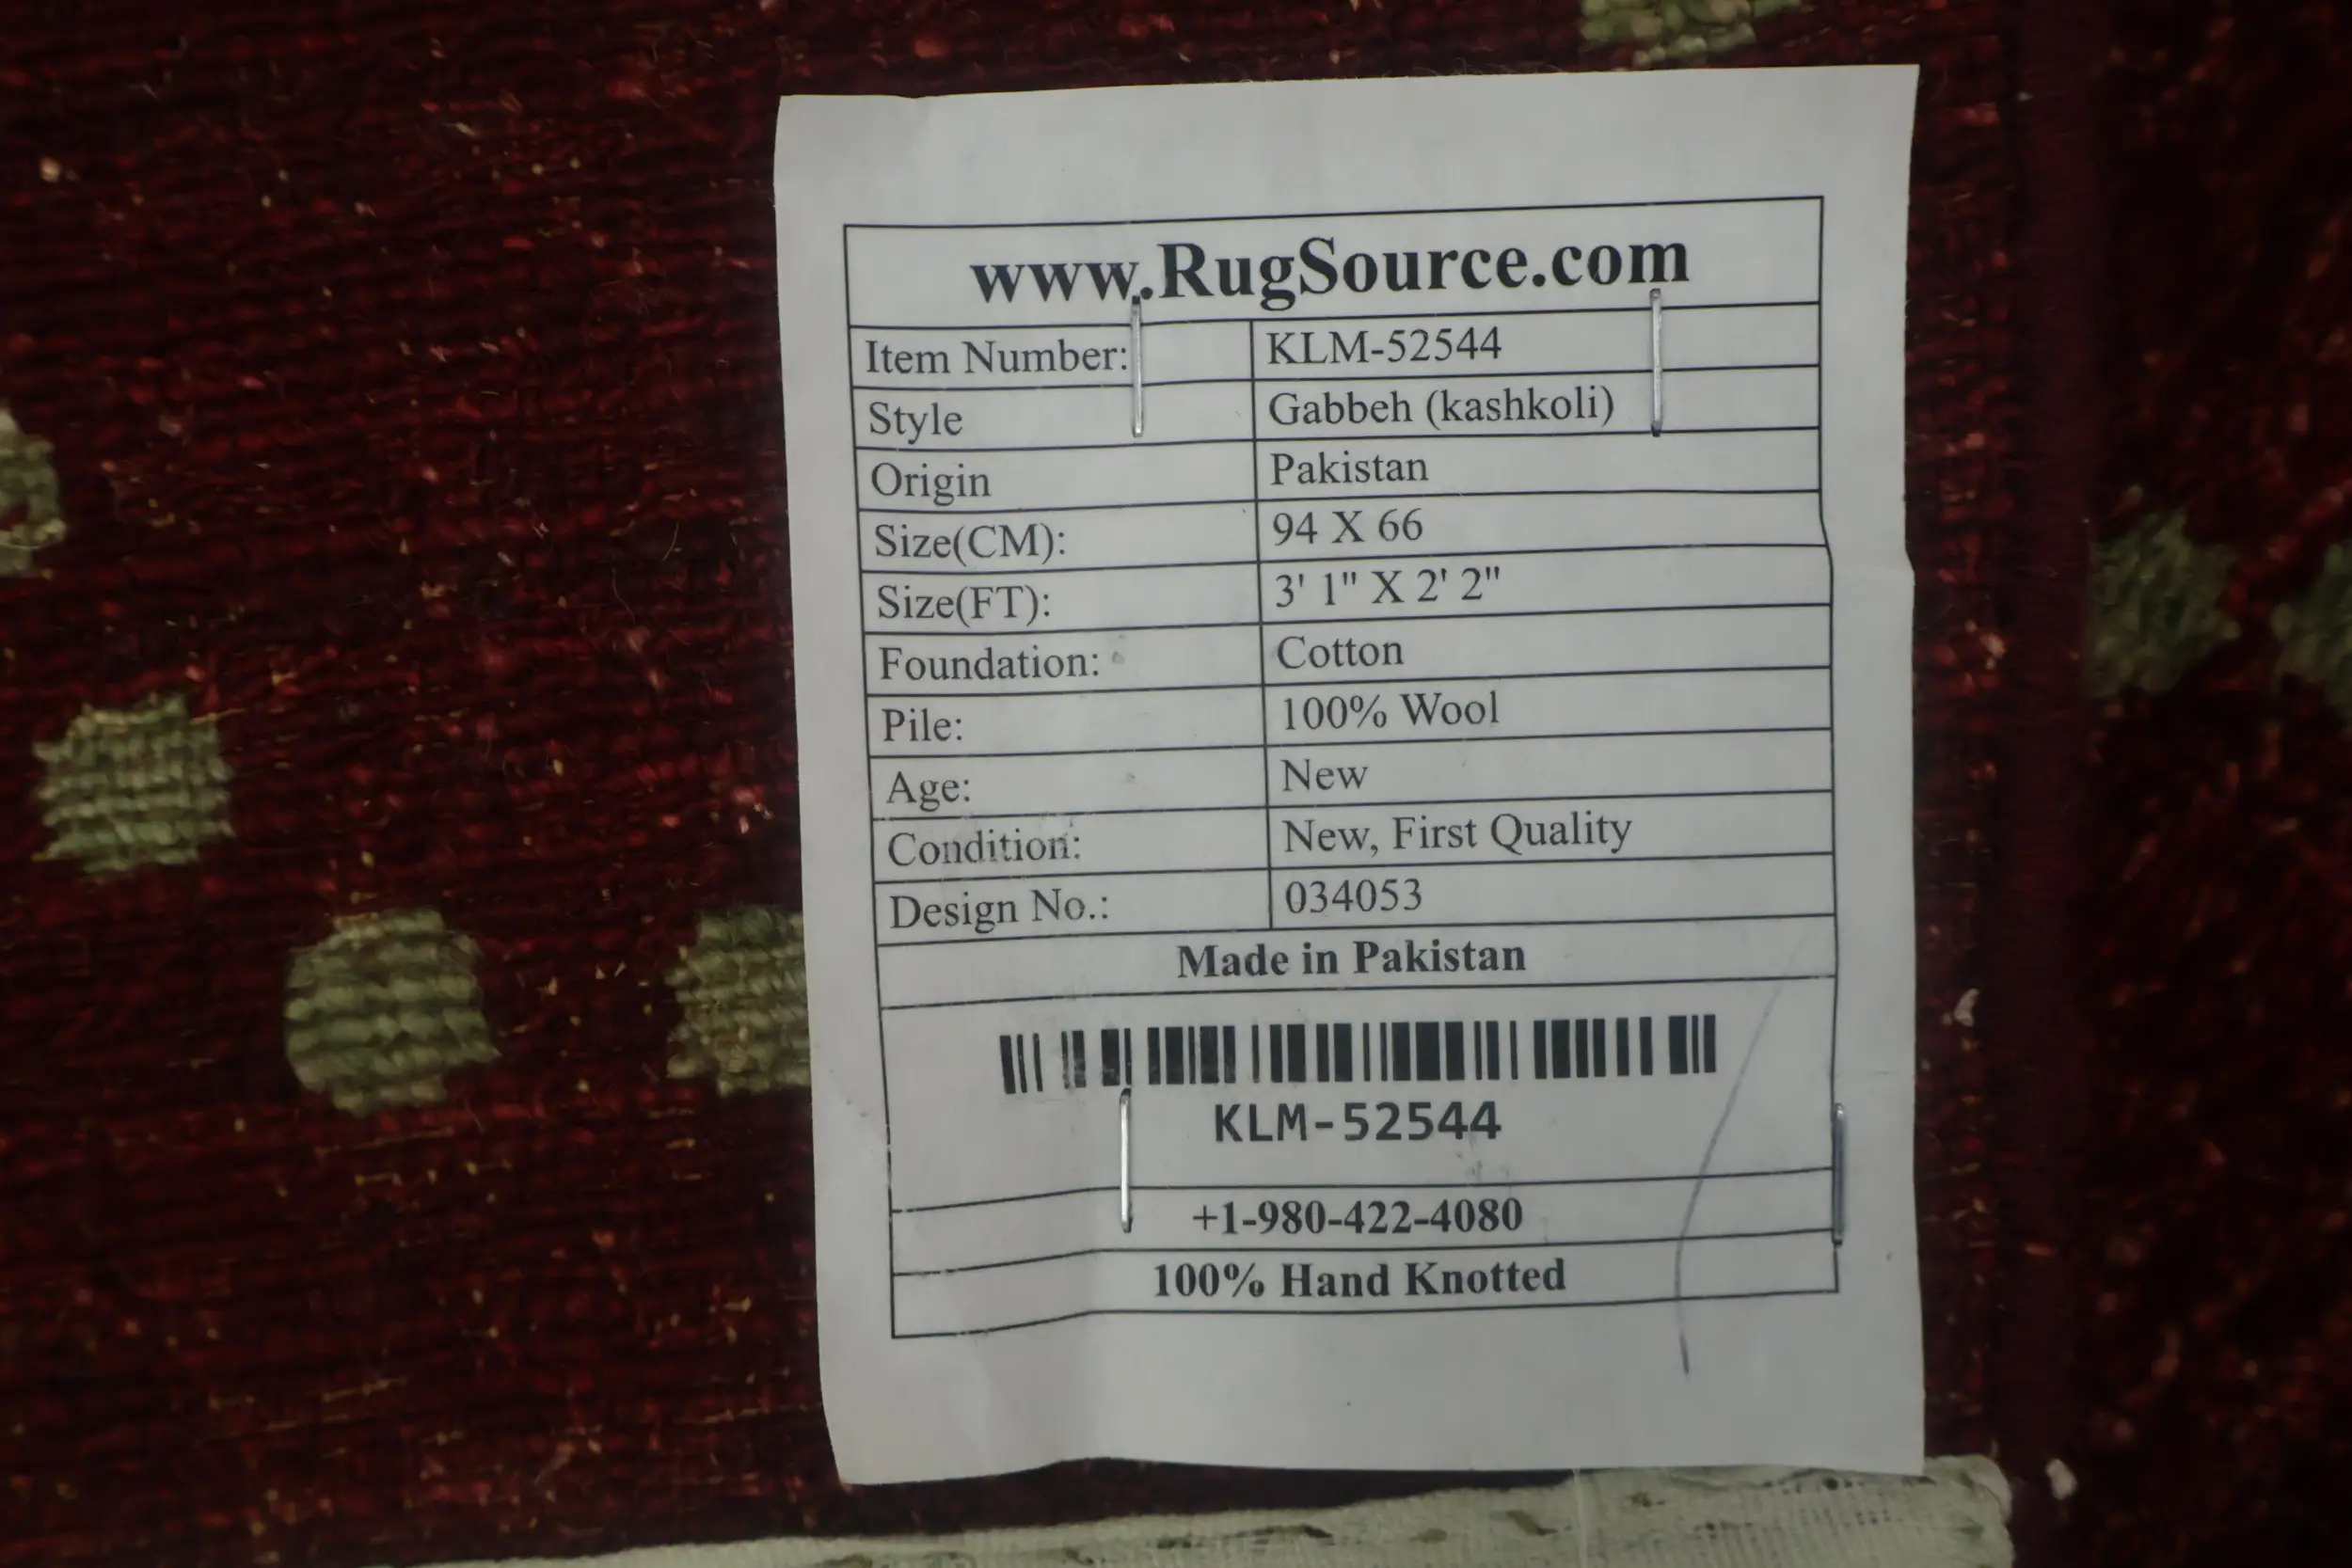 www.RugSource.com
Item Number: KLM-52544
Style Gabbeh (kashkoli)
Origin Pakistan
Size(CM): 94 X 66
Size(FT): 3' 1" X 2' 2"
Foundation: Cotton
Pile: 100% Wool
Age: New
Condition: New, First Quality
Design No.: 034053
Made in Pakistan
KLM-52544
+1-980-422-4080
100% Hand Knotted